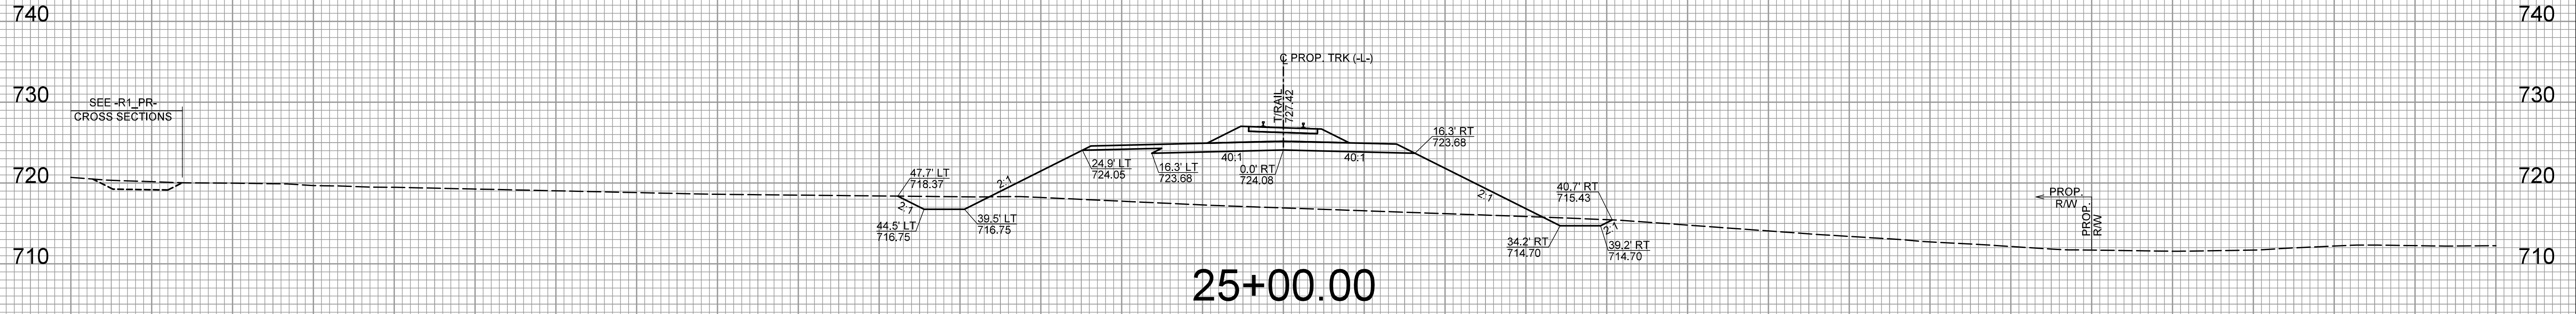 740
740
℄ PROP. TRK (-L-)
730
730
SEE -R1_PR-
CROSS SECTIONS
T/RAIL
727.42
16.3' RT
723.68
40:1
40:1
24.9' LT
724.05
16.3' LT
723.68
0.0' RT
724.08
720
720
47.7' LT
718.37
2:1
2:1
2:1
40.7' RT
715.43
PROP.
R/W
PROP.
R/W
44.5' LT
716.75
39.5' LT
716.75
2:1
34.2' RT
714.70
39.2' RT
714.70
710
710
25+00.00